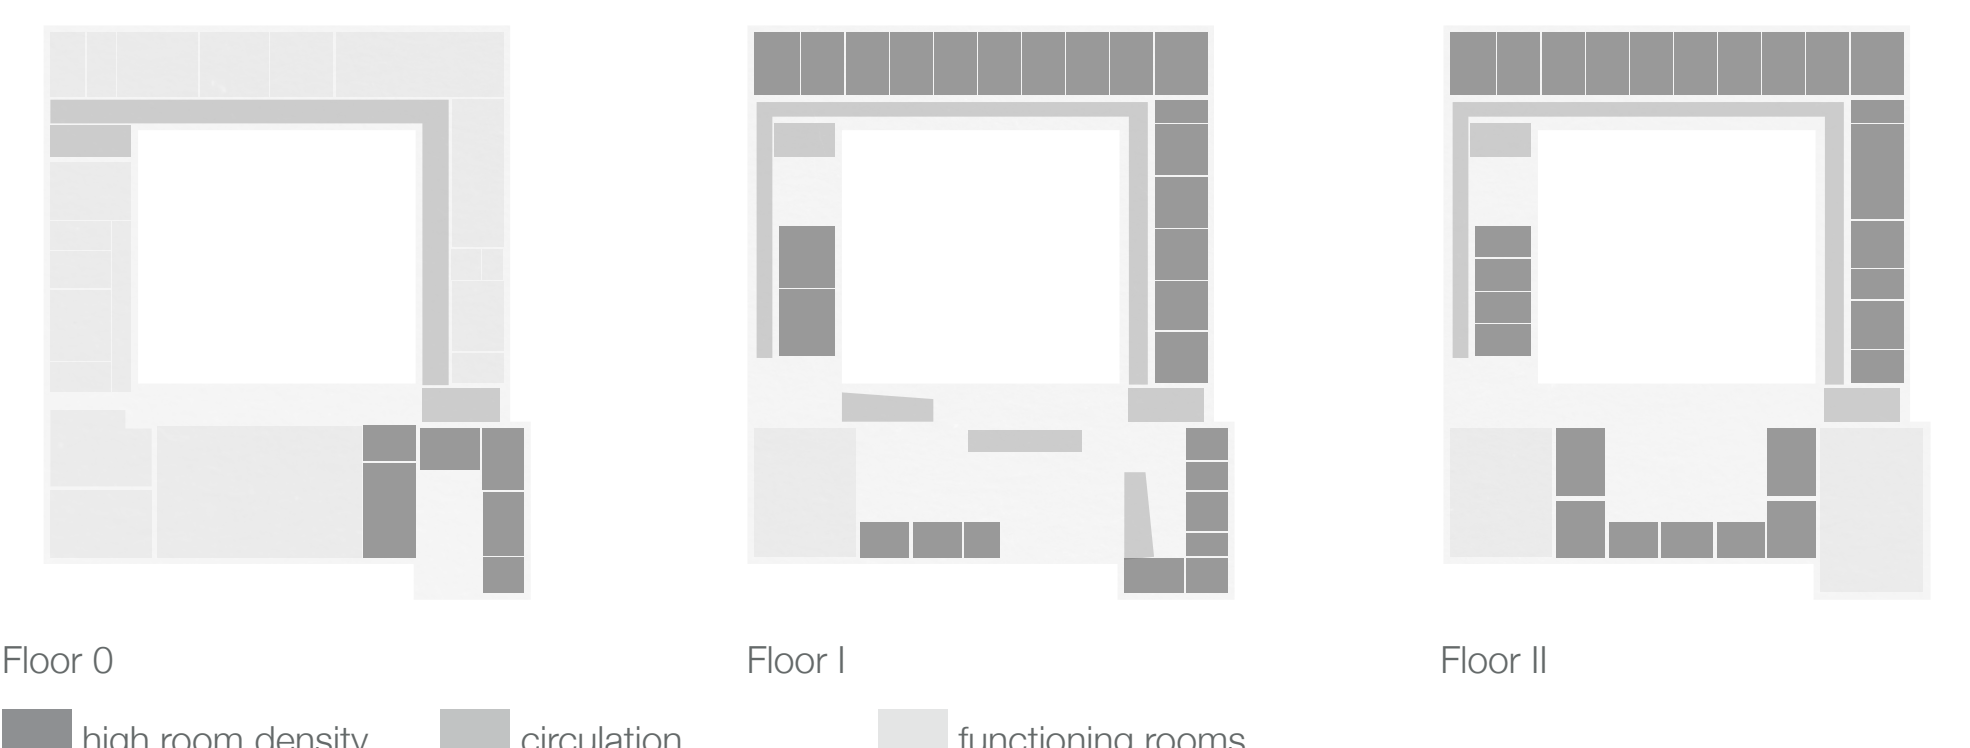 Floor 0 Floor I Floor II
high room density circulation functioning rooms